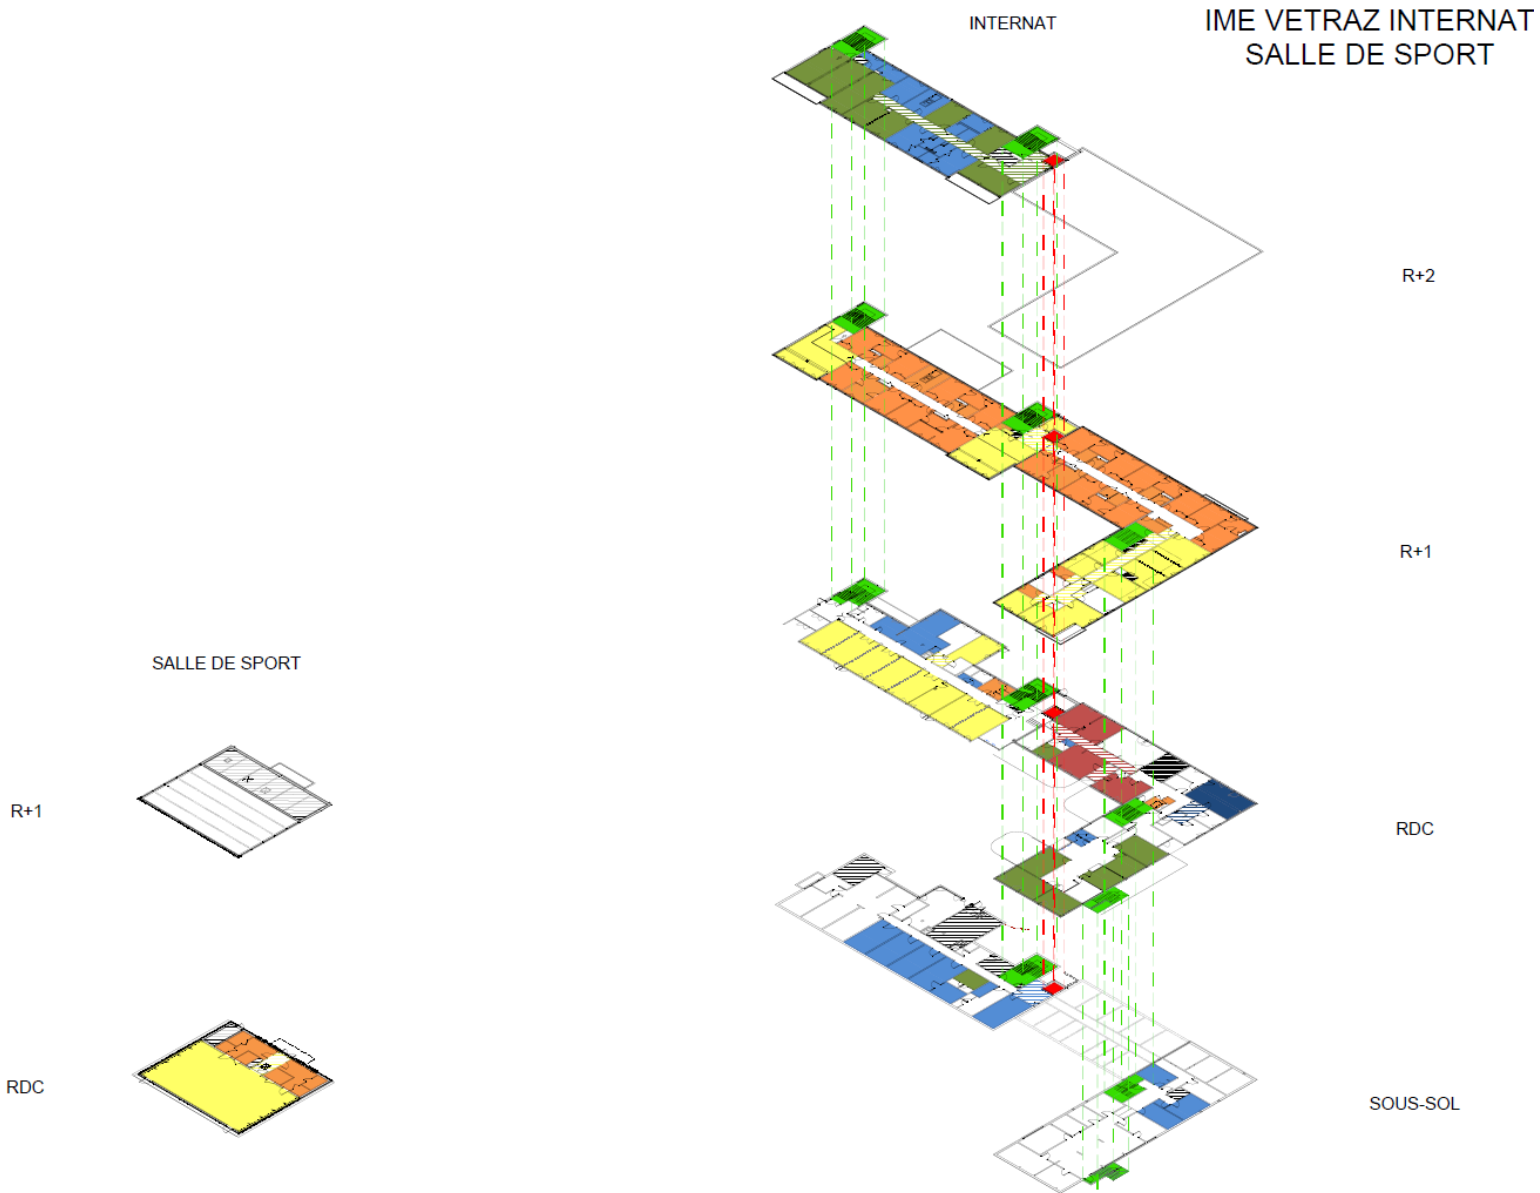 INTERNAT
IME VETRAZ INTERNAT
SALLE DE SPORT
R+2
R+1
SALLE DE SPORT
R+1
RDC
RDC
SOUS-SOL